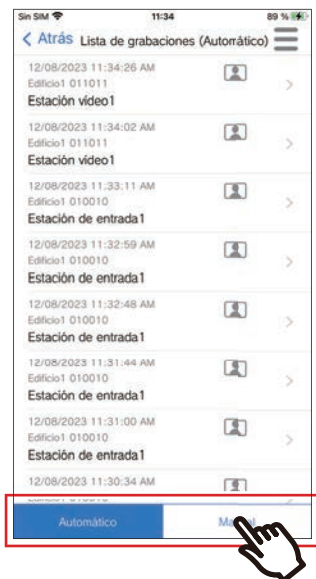 Sin SIM 11:34 89 %
Atrás Lista de grabaciones (Automático)
12/08/2023 11:34:26 AM
Edificio1 011011
Estación vídeo1
12/08/2023 11:34:02 AM
Edificio1 011011
Estación vídeo1
12/08/2023 11:33:11 AM
Edificio1 010010
Estación de entrada1
12/08/2023 11:32:59 AM
Edificio1 010010
Estación de entrada1
12/08/2023 11:32:48 AM
Edificio1 010010
Estación de entrada1
12/08/2023 11:31:44 AM
Edificio1 010010
Estación de entrada1
12/08/2023 11:31:00 AM
Edificio1 010010
Estación de entrada1
12/08/2023 11:30:34 AM
Automático